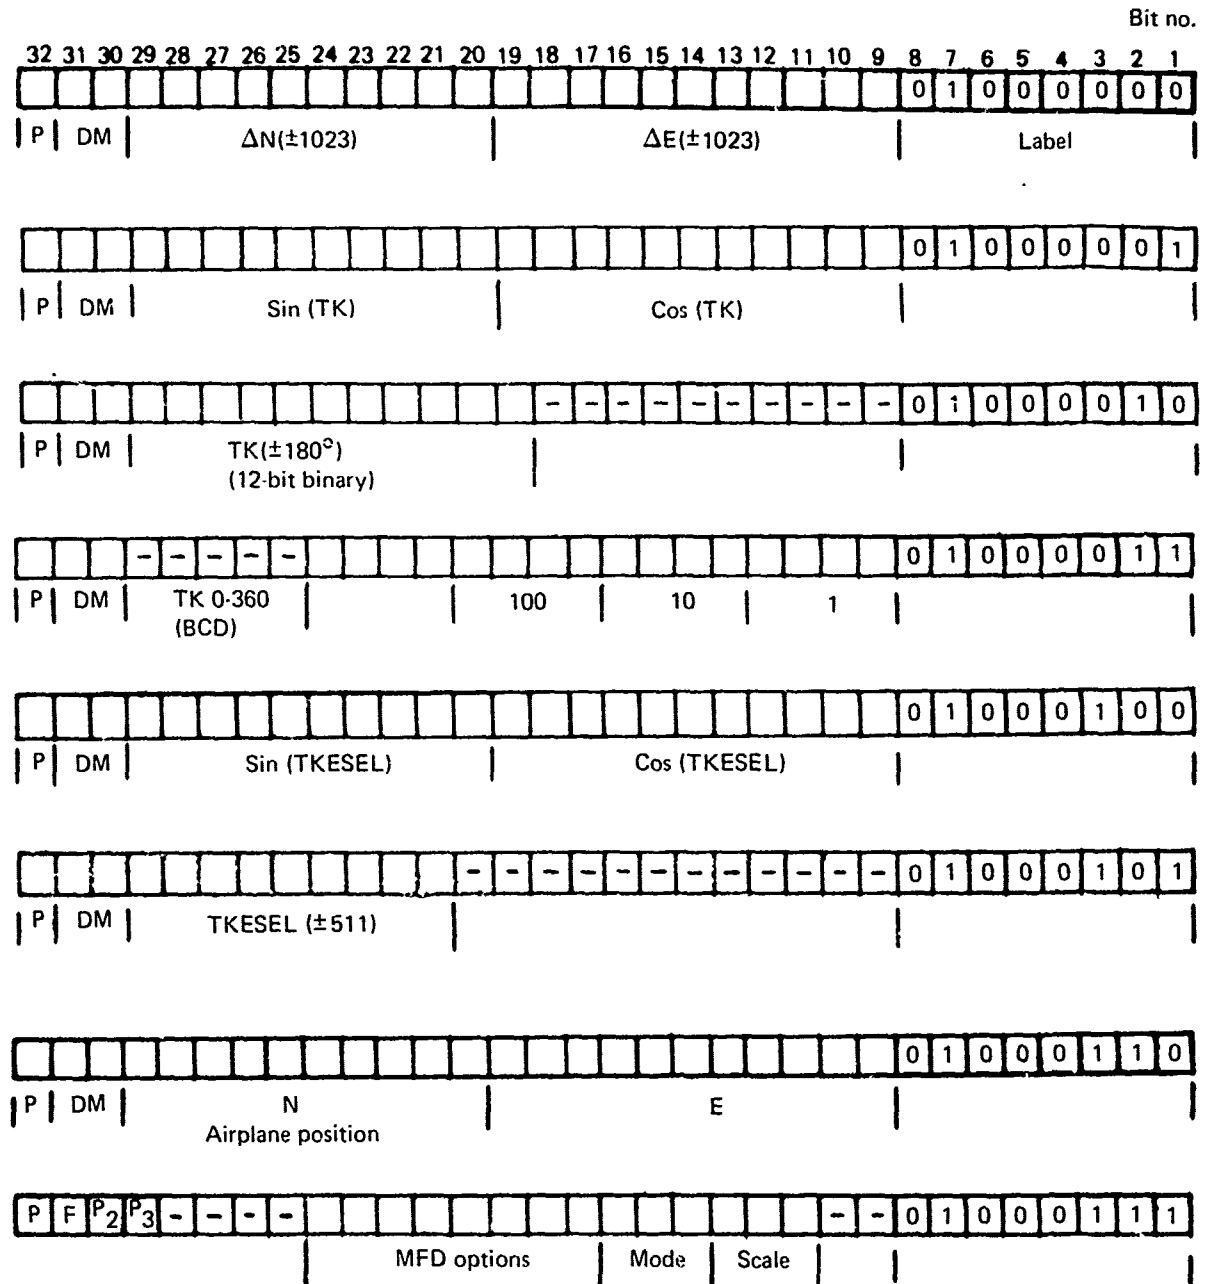 Bit no.
32 31 30 29 28 27 26 25 24 23 22 21 20 19 18 17 16 15 14 13 12 11 10 9 8 7 6 5 4 3 2 1
0 1 0 0 0 0 0 0
P DM ΔN(±1023) ΔE(±1023) Label
0 1 0 0 0 0 0 1
P DM Sin (TK) Cos (TK)
- - - - - - - - - - 0 1 0 0 0 0 1 0
P DM TK(±180°)
(12-bit binary)
- - - - - 0 1 0 0 0 0 1 1
P DM TK 0-360 100 10 1
(BCD)
0 1 0 0 0 1 0 0
P DM Sin (TKESEL) Cos (TKESEL)
- - - - - - - - - - - - 0 1 0 0 0 1 0 1
P DM TKESEL (±511)
0 1 0 0 0 1 1 0
P DM N E
Airplane position
P F P2 P3 - - - - - - 0 1 0 0 0 1 1 1
MFD options Mode Scale